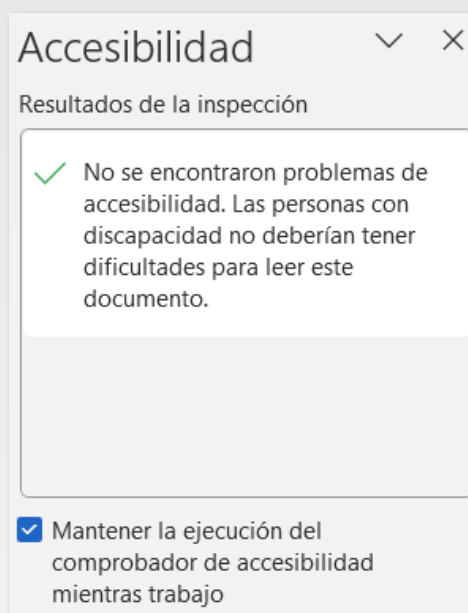 Accesibilidad
Resultados de la inspección
No se encontraron problemas de
accesibilidad. Las personas con
discapacidad no deberían tener
dificultades para leer este
documento.
Mantener la ejecución del
comprobador de accesibilidad
mientras trabajo